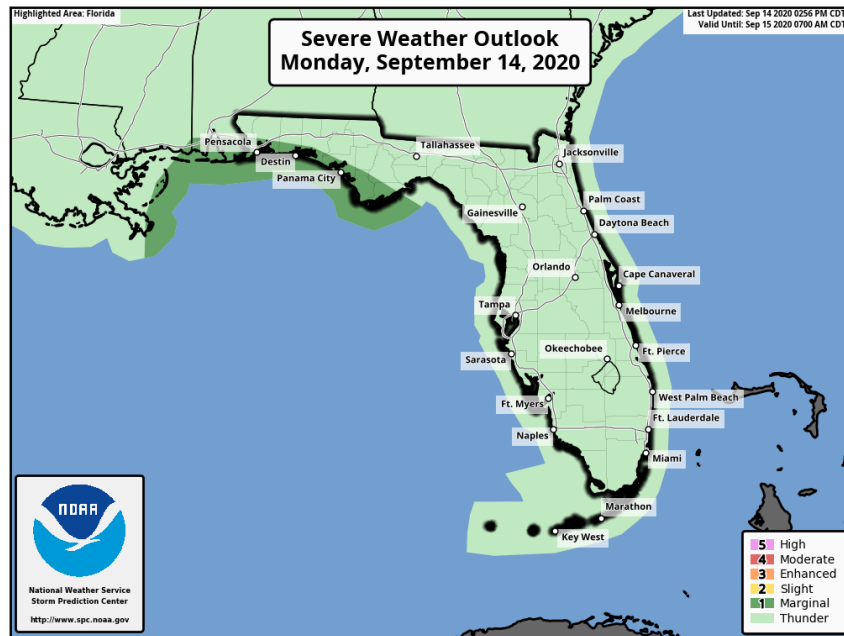 Highlighted Area: Florida
Last Updated: Sep 14 2020 0256 PM CDT
Valid Until: Sep 15 2020 0700 AM CDT
Severe Weather Outlook
Monday, September 14, 2020
Pensacola
Destin
Panama City
Tallahassee
Jacksonville
Gainesville
Palm Coast
Daytona Beach
Orlando
Cape Canaveral
Tampa
Melbourne
Sarasota
Okeechobee
Ft. Pierce
Ft. Myers
West Palm Beach
Naples
Ft. Lauderdale
Miami
Marathon
Key West
NOAA
National Weather Service
Storm Prediction Center
http://www.spc.noaa.gov
5 High
4 Moderate
3 Enhanced
2 Slight
1 Marginal
Thunder